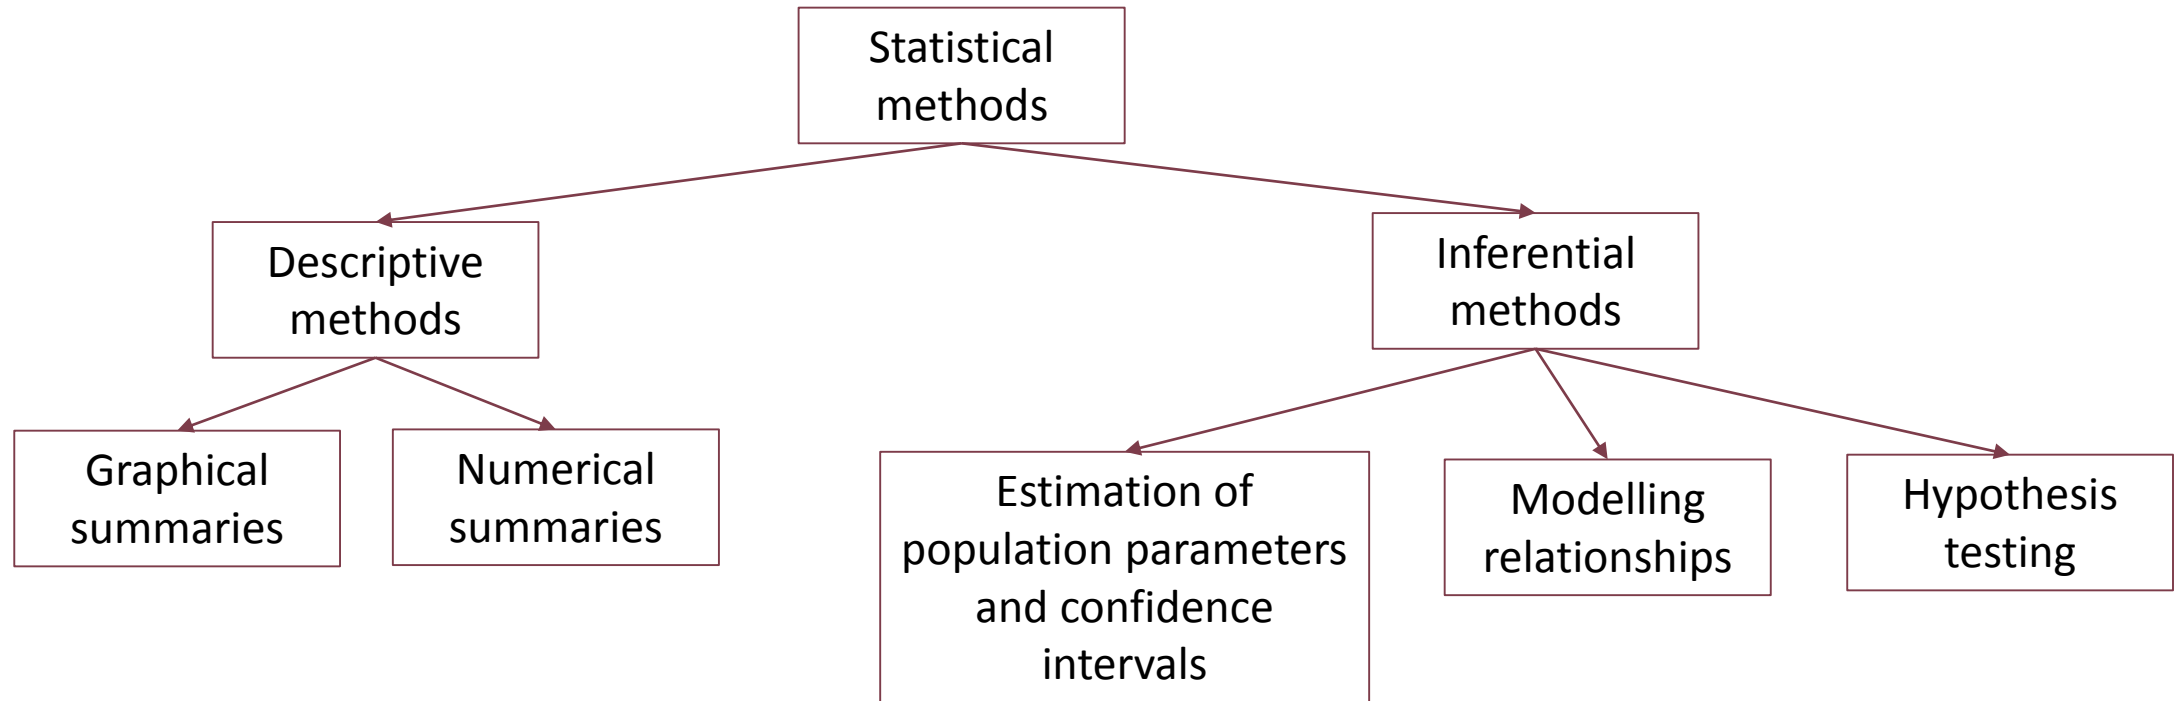 Statistical
methods
Descriptive
methods
Inferential
methods
Graphical
summaries
Numerical
summaries
Estimation of
population parameters
and confidence
intervals
Modelling
relationships
Hypothesis
testing